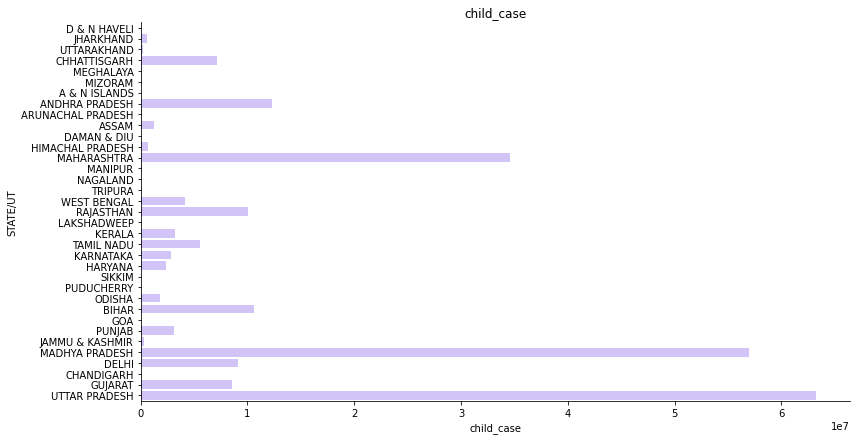 child_case
D & N HAVELI
JHARKHAND
UTTARAKHAND
CHHATTISGARH
MEGHALAYA
MIZORAM
A & N ISLANDS
ANDHRA PRADESH
ARUNACHAL PRADESH
ASSAM
DAMAN & DIU
HIMACHAL PRADESH
MAHARASHTRA
MANIPUR
NAGALAND
TRIPURA
WEST BENGAL
RAJASTHAN
LAKSHADWEEP
KERALA
TAMIL NADU
KARNATAKA
HARYANA
SIKKIM
PUDUCHERRY
ODISHA
BIHAR
GOA
PUNJAB
JAMMU & KASHMIR
MADHYA PRADESH
DELHI
CHANDIGARH
GUJARAT
UTTAR PRADESH
STATE/UT
0 1 2 3 4 5 6
1e7
child_case